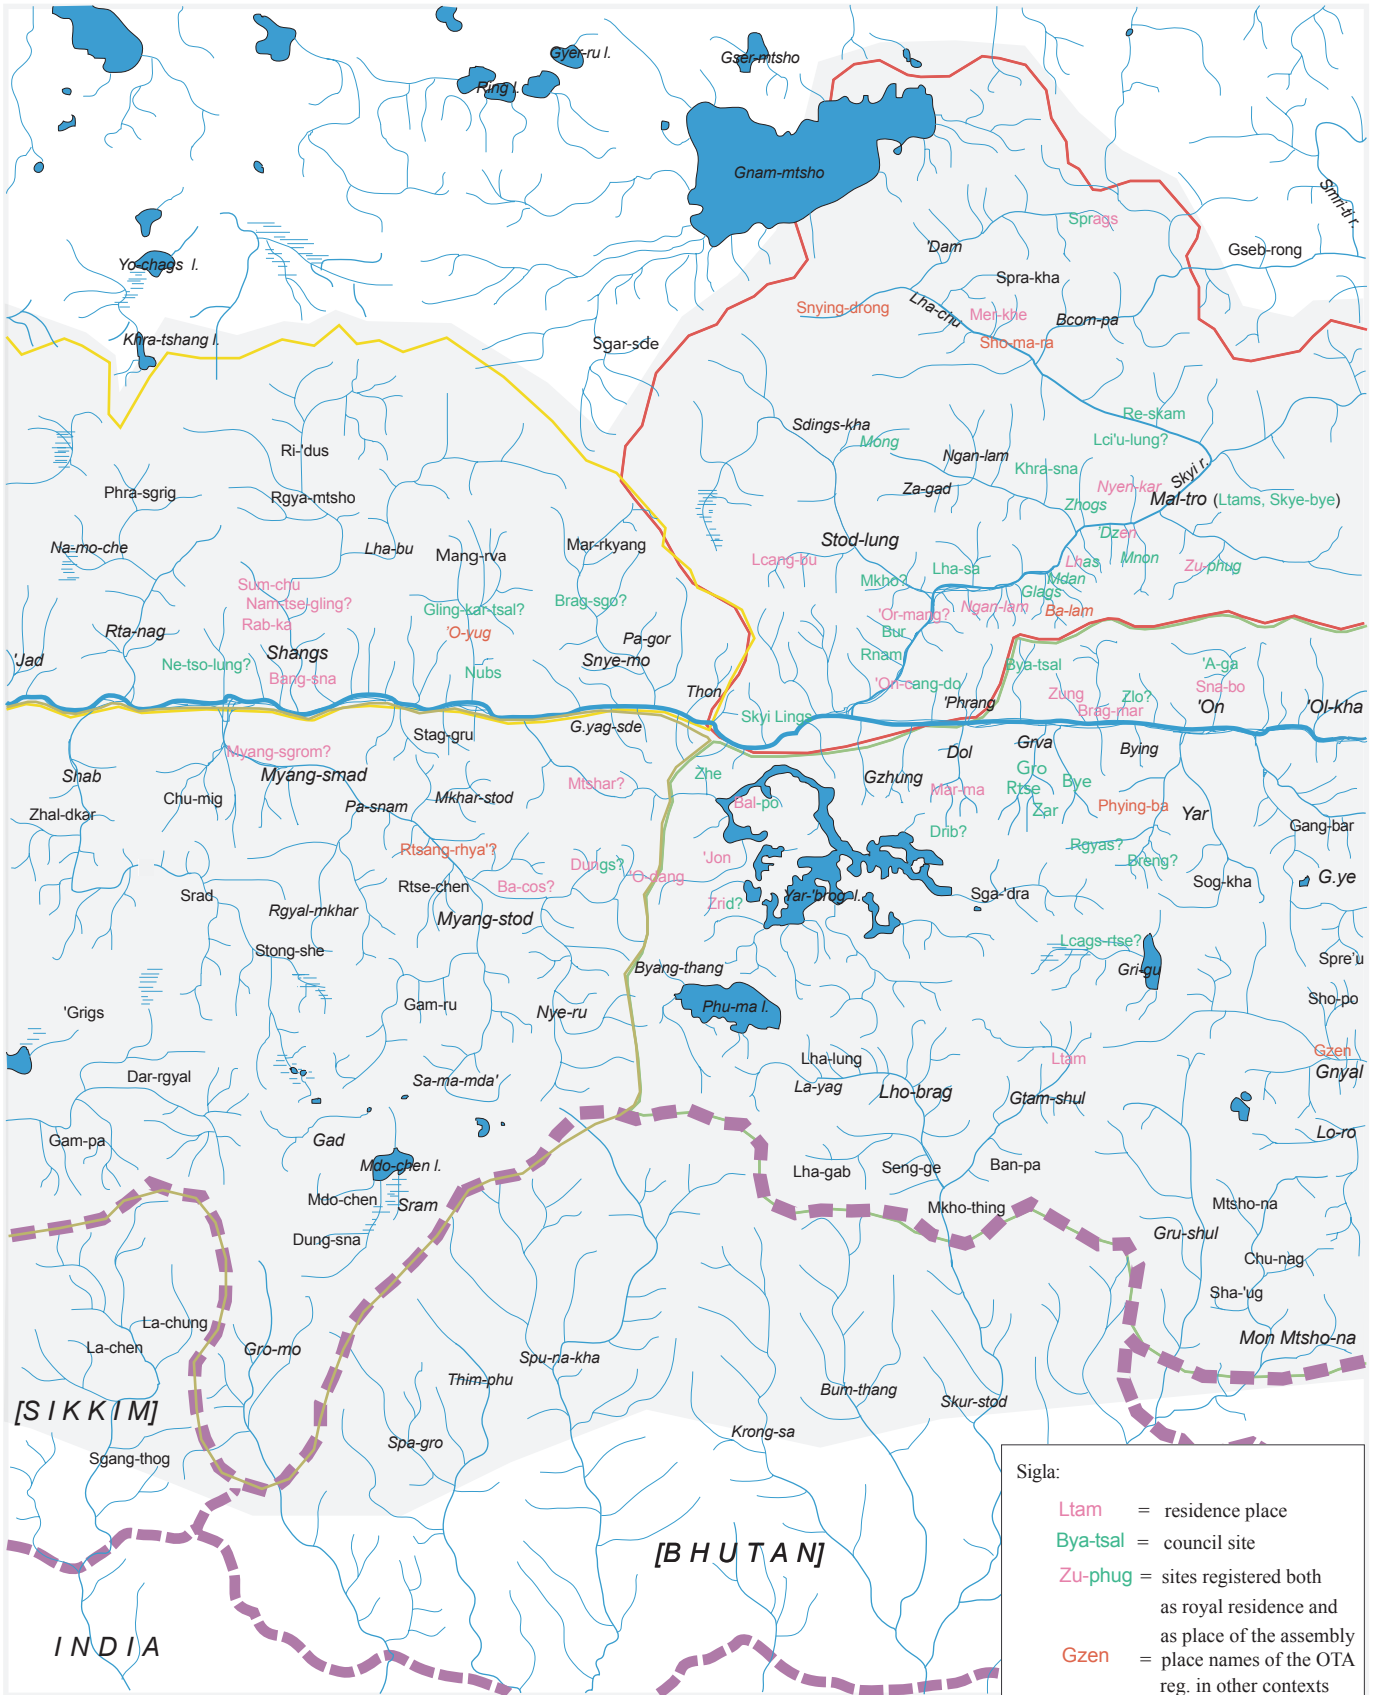 Gyer-ru l.
Gser-mtsho
Ring l.
Gnam-mtsho
Smri-ti r.
Sprags
'Dam
Gseb-rong
Yo-chags l.
Spra-kha
Snying-drong
Lha-chu
Mer-khe
Bcom-pa
Khra-tshang l.
Sgar-sde
Sho-ma-ra
Re-skam
Sdings-kha
Mong
Lci'u-lung?
Ri-'dus
Ngan-lam
Khra-sna
Skyi r.
Phra-sgrig
Rgya-mtsho
Za-gad
Nyen-kar
Zhogs
Mal-tro (Ltams, Skye-bye)
Na-mo-che
Lha-bu
Mang-rva
Mar-rkyang
Stod-lung
'Dzen
Lcang-bu
Lha-sa
Lhas
Mnon
Zu-phug
Sum-chu
Mkho?
Mdan
Nam-tse-gling?
Gling-kar-tsal?
Brag-sgo?
Glags
Rab-ka
'Or-mang?
Ngan-lam
Ba-lam
Rta-nag
'O-yug
Pa-gor
Bur
'Jad
Ne-tso-lung?
Shangs
Snye-mo
Rnam
Bya-tsal
'A-ga
Bang-sna
Nubs
'On-cang-do
Zung
Zlo?
Sna-bo
Thon
'Phrang
Brag-mar
'On
'Ol-kha
Skyi Lings
G.yag-sde
Stag-gru
Myang-sgrom?
Dol
Grva
Bying
Shab
Myang-smad
Zhe
Gzhung
Gro
Mtshar?
Mar-ma
Rtse
Bye
Chu-mig
Pa-snam
Mkhar-stod
Bal-po
Zar
Phying-ba
Yar
Zhal-dkar
Drib?
Gang-bar
Rtsang-rhya'?
Rgyas?
Dungs?
'Jon
Breng?
'O-dang
Srad
Rtse-chen
Ba-cos?
Yar-'brog l.
Sga-'dra
Sog-kha
G.ye
Rgyal-mkhar
Myang-stod
Zrid?
Stong-she
Lcags-rtse?
Byang-thang
Gri-gu
Spre'u
'Grigs
Gam-ru
Nye-ru
Phu-ma l.
Sho-po
Gzen
Lha-lung
Ltam
Gnyal
Dar-rgyal
Sa-ma-mda'
La-yag
Lho-brag
Gtam-shul
Gam-pa
Gad
Lo-ro
Mdo-chen l.
Lha-gab
Seng-ge
Ban-pa
Mdo-chen
Sram
Mkho-thing
Mtsho-na
Dung-sna
Gru-shul
Chu-nag
Sha-'ug
La-chung
La-chen
Gro-mo
Mon Mtsho-na
Spu-na-kha
Thim-phu
Bum-thang
Skur-stod
[S I K K I M]
Krong-sa
Spa-gro
Sgang-thog
[B H U T A N]
I N D I A
Sigla:
Ltam = residence place
Bya-tsal = council site
Zu-phug = sites registered both
as royal residence and
as place of the assembly
Gzen = place names of the OTA
reg. in other contexts